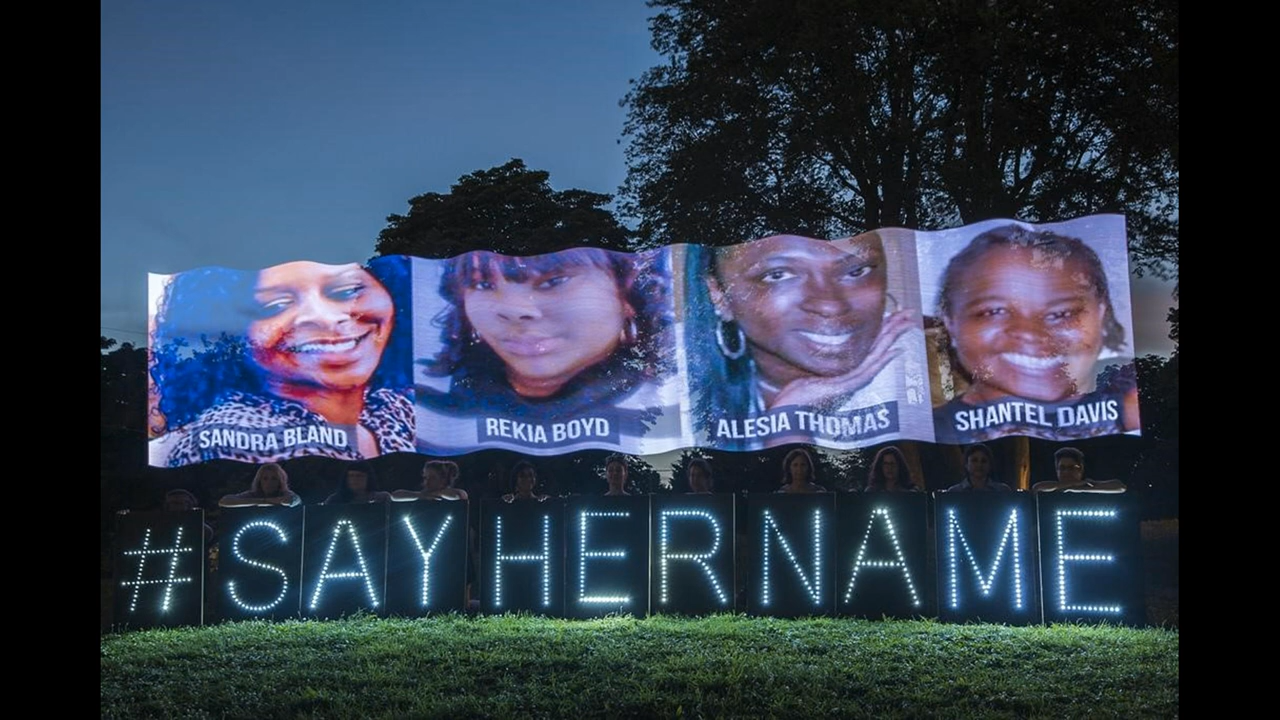 SANDRA BLAND
REKIA BOYD
ALESIA THOMAS
SHANTEL DAVIS
#SAYHERNAME